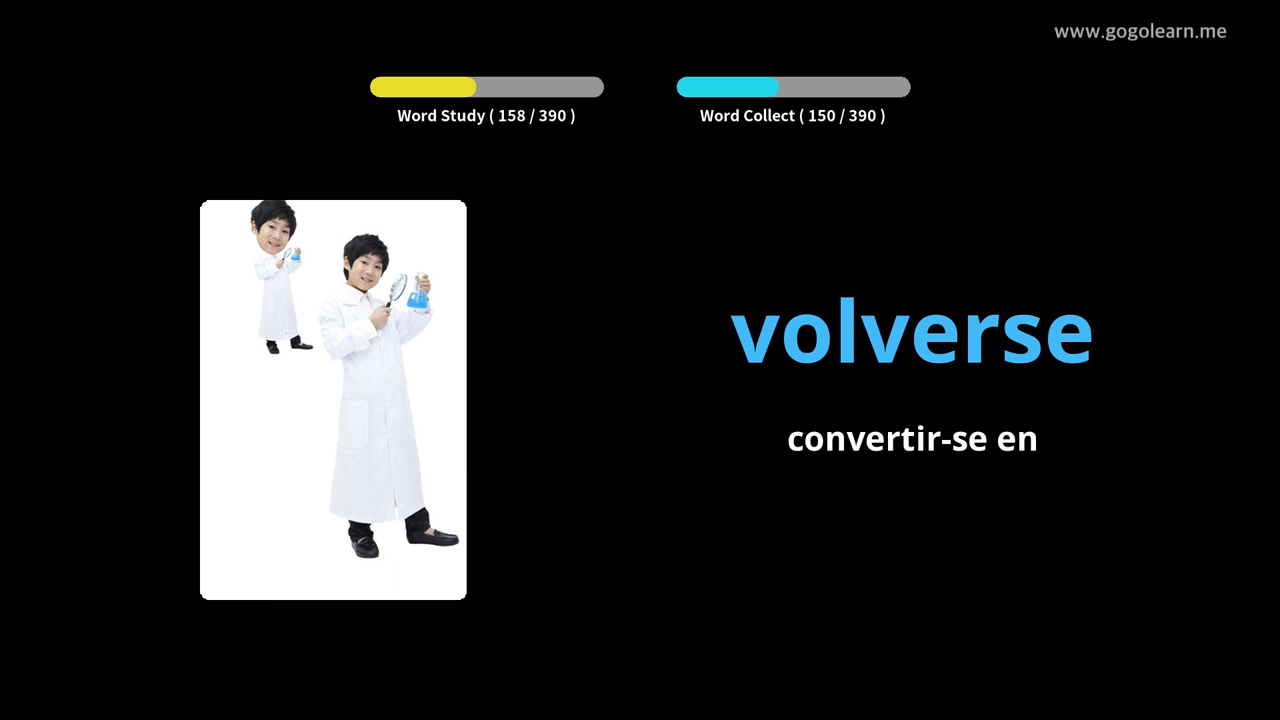 www.gogolearn.me
Word Study ( 158 / 390 )
Word Collect ( 150 / 390 )
volverse
convertir-se en